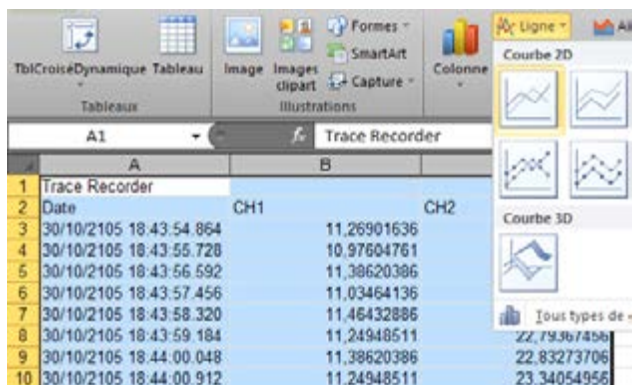 Formes
Ligne
SmartArt
Courbe 2D
TblCroiséDynamique Tableau Image Images clipart Capture Colonne
Tableaux Illustrations
A1 fx Trace Recorder
A B
1 Trace Recorder
2 Date CH1 CH2
Courbe 3D
3 30/10/2105 18:43:54.864 11,26901636
4 30/10/2105 18:43:55.728 10,97604761
5 30/10/2105 18:43:56.592 11,38620386
6 30/10/2105 18:43:57.456 11,03464136
7 30/10/2105 18:43:58.320 11,46432886
Tous types de
8 30/10/2105 18:43:59.184 11,24948511 22,79367456
9 30/10/2105 18:44:00.048 11,38620386 22,83273706
10 30/10/2105 18:44:00.912 11,24948511 23,34054956